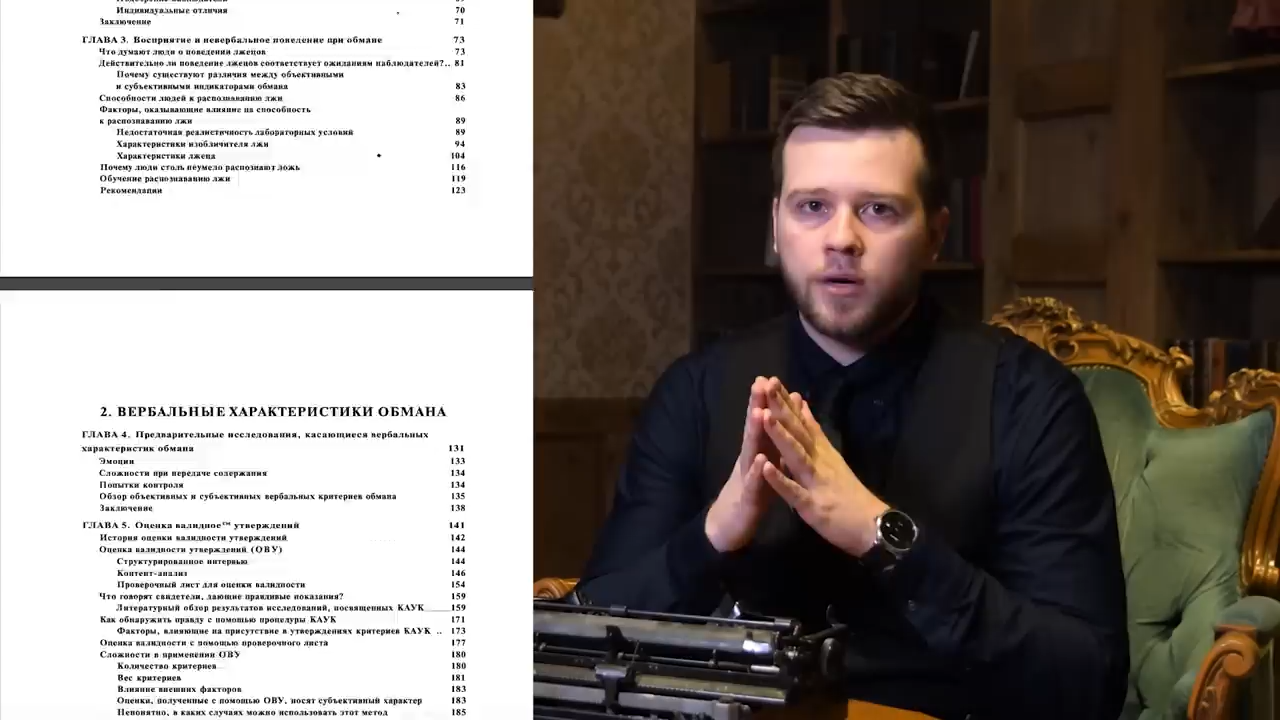 Индивидуальные отличия 70
Заключение 71
ГЛАВА 3. Восприятие и невербальное поведение при обмане 73
Что думают люди о поведении лжецов 73
Действительно ли поведение лжецов соответствует ожиданиям наблюдателей?.. 81
Почему существуют различия между объективными
и субъективными индикаторами обмана 83
Способности людей к распознаванию лжи 86
Факторы, оказывающие влияние на способность
к распознаванию лжи 89
Недостаточная реалистичность лабораторных условий 89
Характеристики изобличителя лжи 94
Характеристики лжеца 104
Почему люди столь неумело распознают ложь 116
Обучение распознаванию лжи 119
Рекомендации 123
2. ВЕРБАЛЬНЫЕ ХАРАКТЕРИСТИКИ ОБМАНА
ГЛАВА 4. Предварительные исследования, касающиеся вербальных
характеристик обмана 131
Эмоции 133
Сложности при передаче содержания 134
Попытки контроля 134
Обзор объективных и субъективных вербальных критериев обмана 135
Заключение 138
ГЛАВА 5. Оценка валидное™ утверждений 141
История оценки валидности утверждений 142
Оценка валидности утверждений (ОВУ) 144
Структурированное интервью 144
Контент-анализ 146
Проверочный лист для оценки валидности 154
Что говорят свидетели, дающие правдивые показания? 159
Литературный обзор результатов исследований, посвященных КАУК 159
Как обнаружить правду с помощью процедуры КАУК 171
Факторы, влияющие на присутствие в утверждениях критериев КАУК .. 173
Оценка валидности с помощью проверочного листа 177
Сложности в применении ОВУ 180
Количество критериев 180
Вес критериев 181
Влияние внешних факторов 183
Оценки, полученные с помощью ОВУ, носят субъективный характер 183
Непонятно, в каких случаях можно использовать этот метод 185